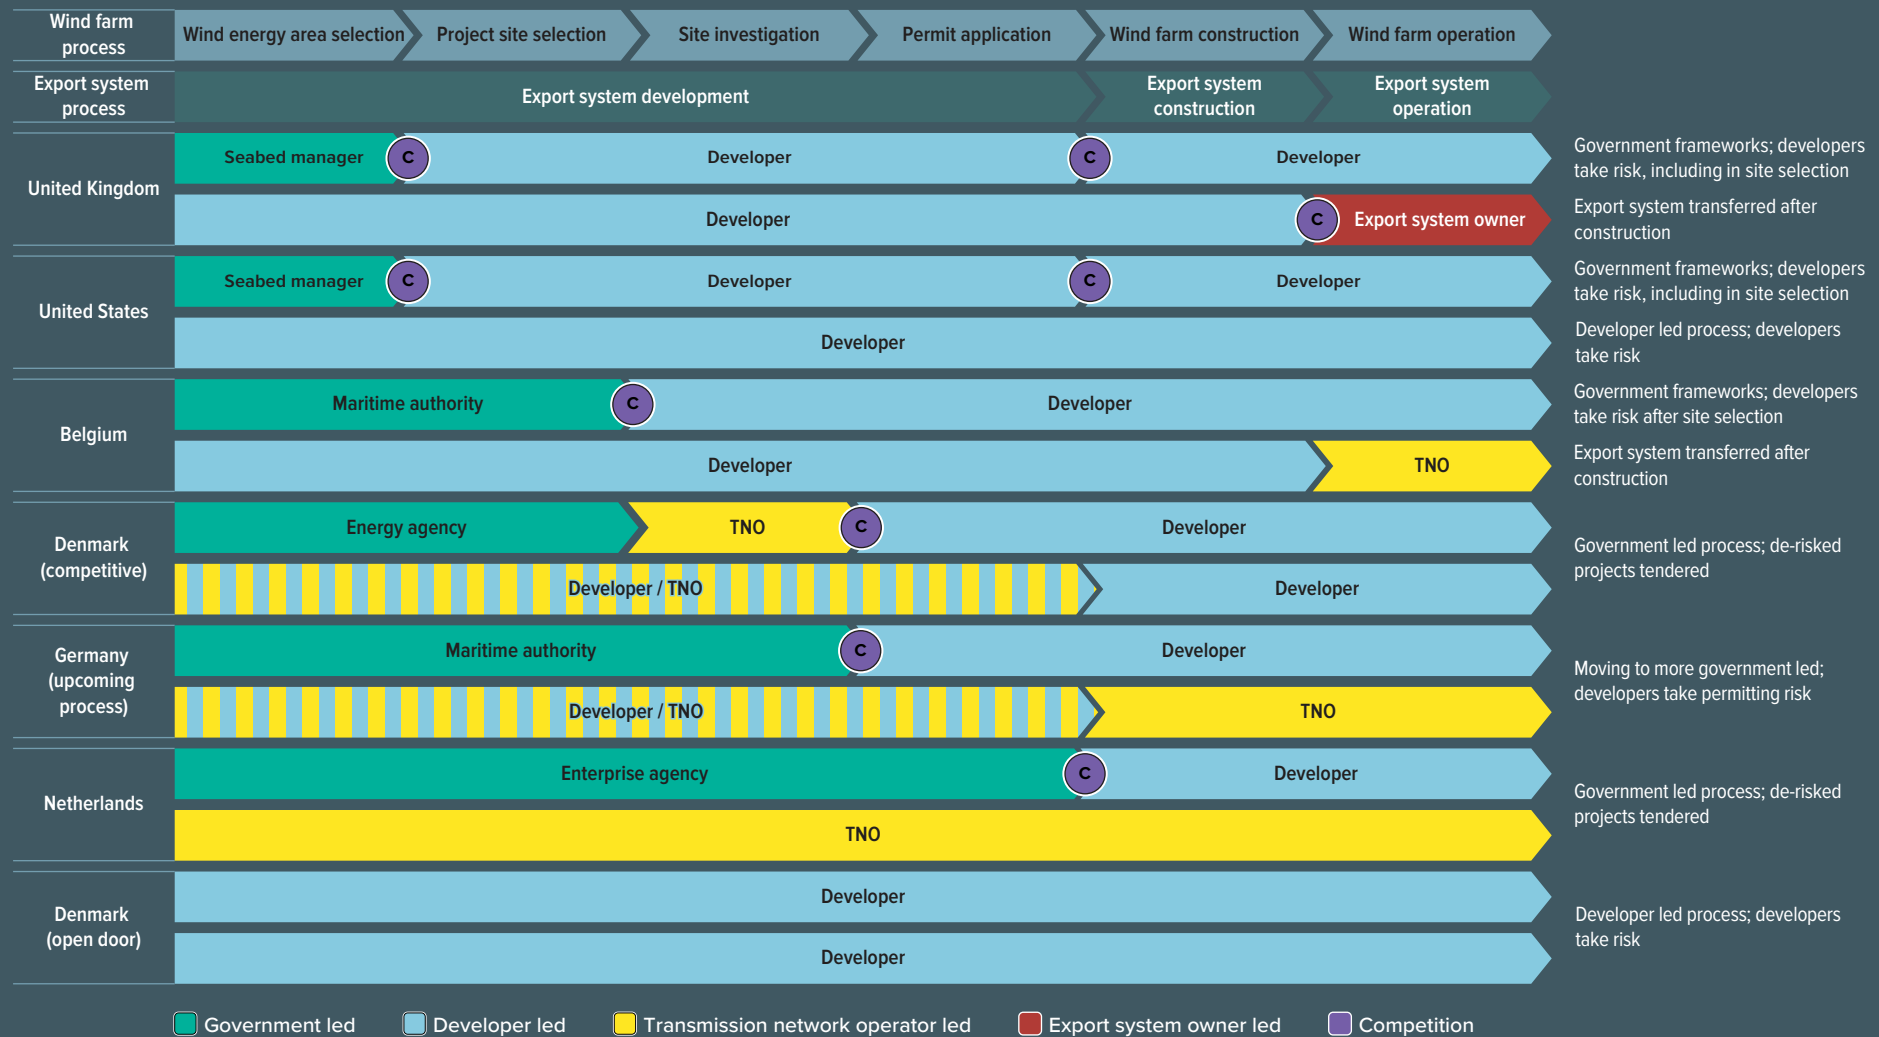 Wind farm
process
Wind energy area selection
Project site selection
Site investigation
Permit application
Wind farm construction
Wind farm operation
Export system
process
Export system development
Export system
construction
Export system
operation
United Kingdom
Seabed manager
C
Developer
C
Developer
Government frameworks; developers
take risk, including in site selection
Developer
C
Export system owner
Export system transferred after
construction
United States
Seabed manager
C
Developer
C
Developer
Government frameworks; developers
take risk, including in site selection
Developer
Developer led process; developers
take risk
Belgium
Maritime authority
C
Developer
Government frameworks; developers
take risk after site selection
Developer
TNO
Export system transferred after
construction
Denmark
(competitive)
Energy agency
TNO
C
Developer
Developer / TNO
Developer
Government led process; de-risked
projects tendered
Germany
(upcoming
process)
Maritime authority
C
Developer
Developer / TNO
TNO
Moving to more government led;
developers take permitting risk
Netherlands
Enterprise agency
C
Developer
TNO
Government led process; de-risked
projects tendered
Denmark
(open door)
Developer
Developer
Developer led process; developers
take risk
Government led
Developer led
Transmission network operator led
Export system owner led
Competition